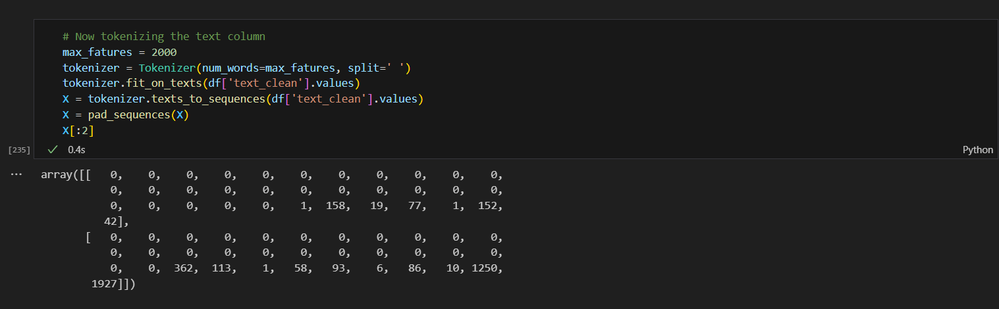 # Now tokenizing the text column
max_fatures = 2000
tokenizer = Tokenizer(num_words=max_fatures, split=' ')
tokenizer.fit_on_texts(df['text_clean'].values)
X = tokenizer.texts_to_sequences(df['text_clean'].values)
X = pad_sequences(X)
X[:2]
[235] ✓ 0.4s Python
... array([[ 0, 0, 0, 0, 0, 0, 0, 0, 0, 0, 0,
0, 0, 0, 0, 0, 0, 0, 0, 0, 0, 0,
0, 0, 0, 0, 0, 1, 158, 19, 77, 1, 152,
42],
[ 0, 0, 0, 0, 0, 0, 0, 0, 0, 0, 0,
0, 0, 0, 0, 0, 0, 0, 0, 0, 0, 0,
0, 0, 362, 113, 1, 58, 93, 6, 86, 10, 1250,
1927]])